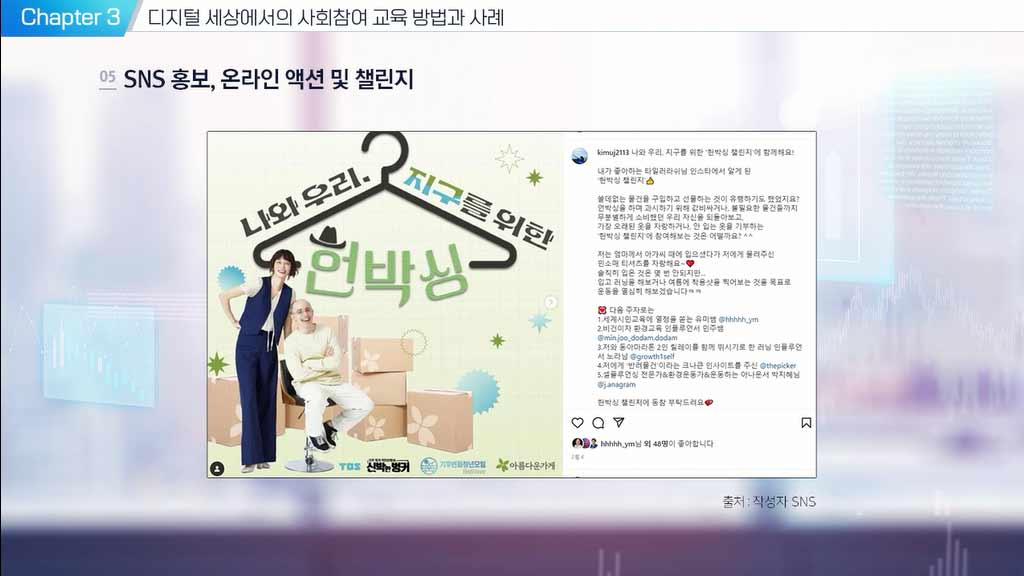 Chapter 3
디지털 세상에서의 사회참여 교육 방법과 사례
05 SNS 홍보, 온라인 액션 및 챌린지
나와 우리. 지구를 위한
헌박싱
TBS
신박한 벙커
기후변화청년모임
BigWave
아름다운가게
kimuj2113 나와 우리, 지구를 위한 '헌박싱 챌린지'에 함께해요!
내가 좋아하는 타일러라쉬님 인스타에서 알게 된
'헌박싱 챌린지'👍
쓸데없는 물건을 구입하고 선물하는 것이 유행하기도 했었지요?
언박싱을 하며 과시하기 위해 값비싸거나, 불필요한 물건들까지
무분별하게 소비했던 우리 자신을 되돌아보고,
가장 오래된 옷을 자랑하거나, 안 입는 옷을 기부하는
'헌박싱 챌린지'에 참여해보는 것은 어떨까요? ^^
저는 엄마께서 아가씨 때에 입으셨다가 저에게 물려주신
민소매 티셔츠를 자랑해요~❤️
솔직히 입은 것은 몇 번 안되지만...
입고 러닝을 해보거나 여름에 착용샷을 찍어보는 것을 목표로
운동을 열심히 해보겠습니다ㅋㅋ
💌 다음 주자로는
1.세계시민교육에 열정을 쏟는 유미쌤 @hhhhh_ym
2.비건이자 환경교육 인플루언서 민주쌤
@min.joo_dodam.dodam
3.저와 동아마라톤 2인 릴레이를 함께 뛰시기로 한 러닝 인플루언
서 노라님 @growth1self
4.저에게 '반려물건'이라는 크나큰 인사이트를 주신 @thepicker
5.셀플루언싱 전문가&환경운동가&운동하는 아나운서 박지혜님
@j.anagram
헌박싱 챌린지에 동참 부탁드려요💕
hhhhh_ym님 외 48명이 좋아합니다
출처 : 작성자 SNS